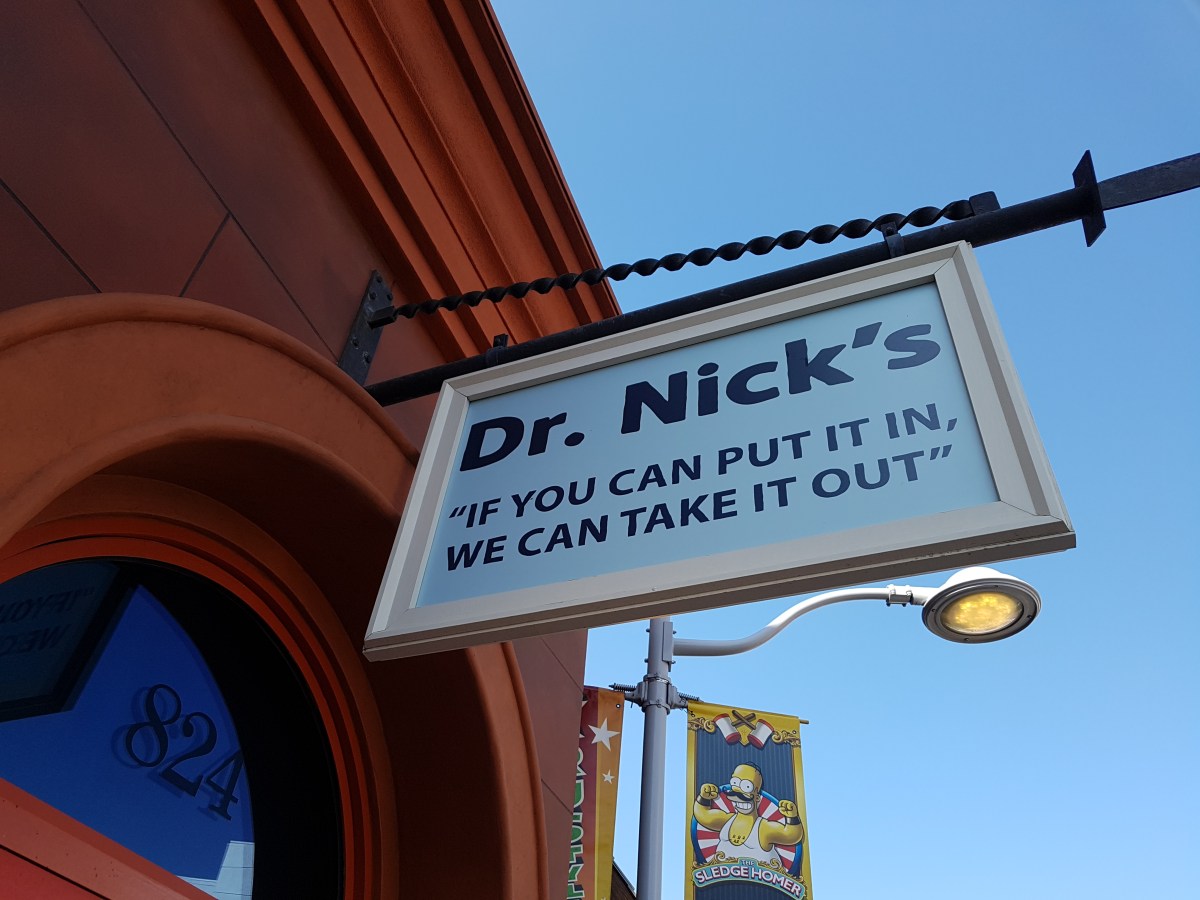 Dr. Nick's
“IF YOU CAN PUT IT IN,
WE CAN TAKE IT OUT”
824
THE
SLEDGE HOMER